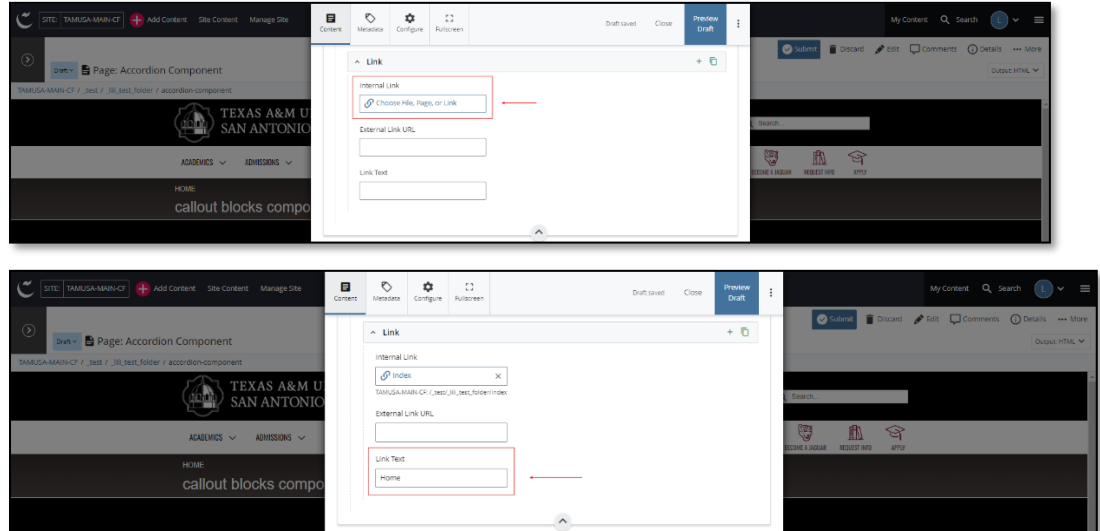 SITE: TAMUSA-MAIN-CF Add Content Site Content Manage Site
Content Metadata Configure Fullscreen
Draft saved Close Preview Draft
My Content Search L
Submit Discard Edit Comments Details More
Draft Page: Accordion Component
Output: HTML
TAMUSA-MAIN-CF / _test / _lili_test_folder / accordion-component
Link
Internal Link
Choose File, Page, or Link
External Link URL
Link Text
TEXAS A&M U
SAN ANTONIO
Search...
ACADEMICS ADMISSIONS
BECOME A JAGUAR REQUEST INFO APPLY
HOME
callout blocks compo
SITE: TAMUSA-MAIN-CF Add Content Site Content Manage Site
Content Metadata Configure Fullscreen
Draft saved Close Preview Draft
My Content Search L
Submit Discard Edit Comments Details More
Draft Page: Accordion Component
Output: HTML
TAMUSA-MAIN-CF / _test / _lili_test_folder / accordion-component
Link
Internal Link
Index
TAMUSA-MAIN-CF: /_test/_lili_test_folder/index
External Link URL
Link Text
Home
TEXAS A&M U
SAN ANTONIO
Search...
ACADEMICS ADMISSIONS
BECOME A JAGUAR REQUEST INFO APPLY
HOME
callout blocks compo